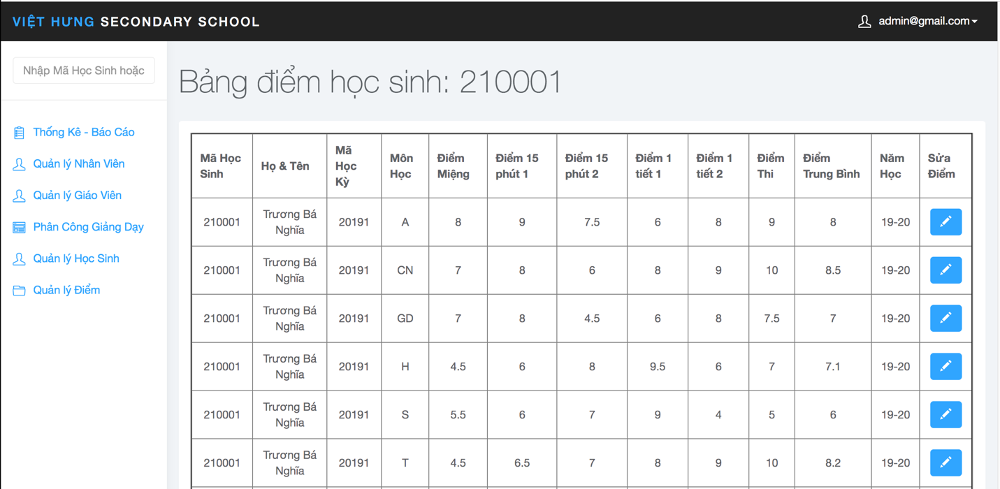 VIỆT HƯNG SECONDARY SCHOOL
admin@gmail.com
Nhập Mã Học Sinh hoặc
Thống Kê - Báo Cáo
Quản lý Nhân Viên
Quản lý Giáo Viên
Phân Công Giảng Dạy
Quản lý Học Sinh
Quản lý Điểm
Bảng điểm học sinh: 210001
Mã Học Sinh Họ & Tên Mã Học Kỳ Môn Học Điểm Miệng Điểm 15 phút 1 Điểm 15 phút 2 Điểm 1 tiết 1 Điểm 1 tiết 2 Điểm Thi Điểm Trung Bình Năm Học Sửa Điểm
210001 Trương Bá Nghĩa 20191 A 8 9 7.5 6 8 9 8 19-20
210001 Trương Bá Nghĩa 20191 CN 7 8 6 8 9 10 8.5 19-20
210001 Trương Bá Nghĩa 20191 GD 7 8 4.5 6 8 7.5 7 19-20
210001 Trương Bá Nghĩa 20191 H 4.5 6 8 9.5 6 7 7.1 19-20
210001 Trương Bá Nghĩa 20191 S 5.5 6 7 9 4 5 6 19-20
210001 Trương Bá Nghĩa 20191 T 4.5 6.5 7 8 9 10 8.2 19-20